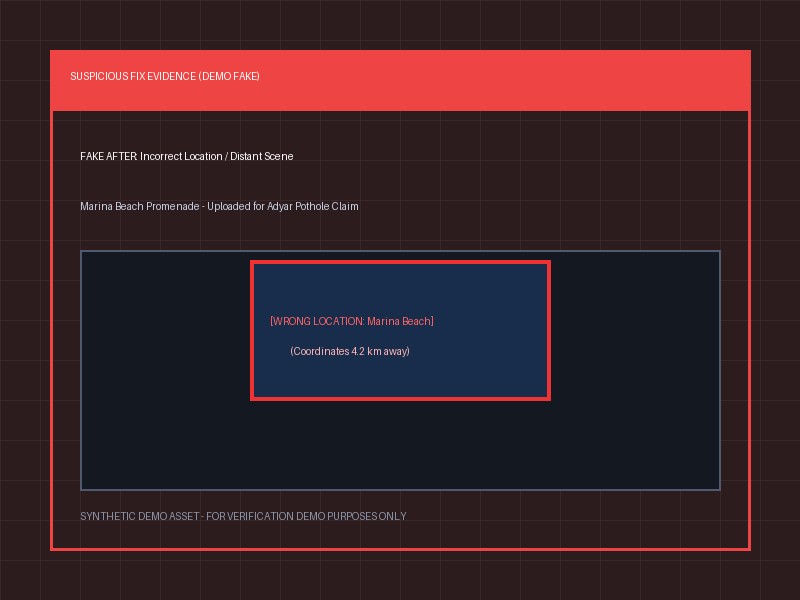 SUSPICIOUS FIX EVIDENCE (DEMO FAKE)
FAKE AFTER: Incorrect Location / Distant Scene
Marina Beach Promenade - Uploaded for Adyar Pothole Claim
[WRONG LOCATION: Marina Beach]
(Coordinates 4.2 km away)
SYNTHETIC DEMO ASSET - FOR VERIFICATION DEMO PURPOSES ONLY